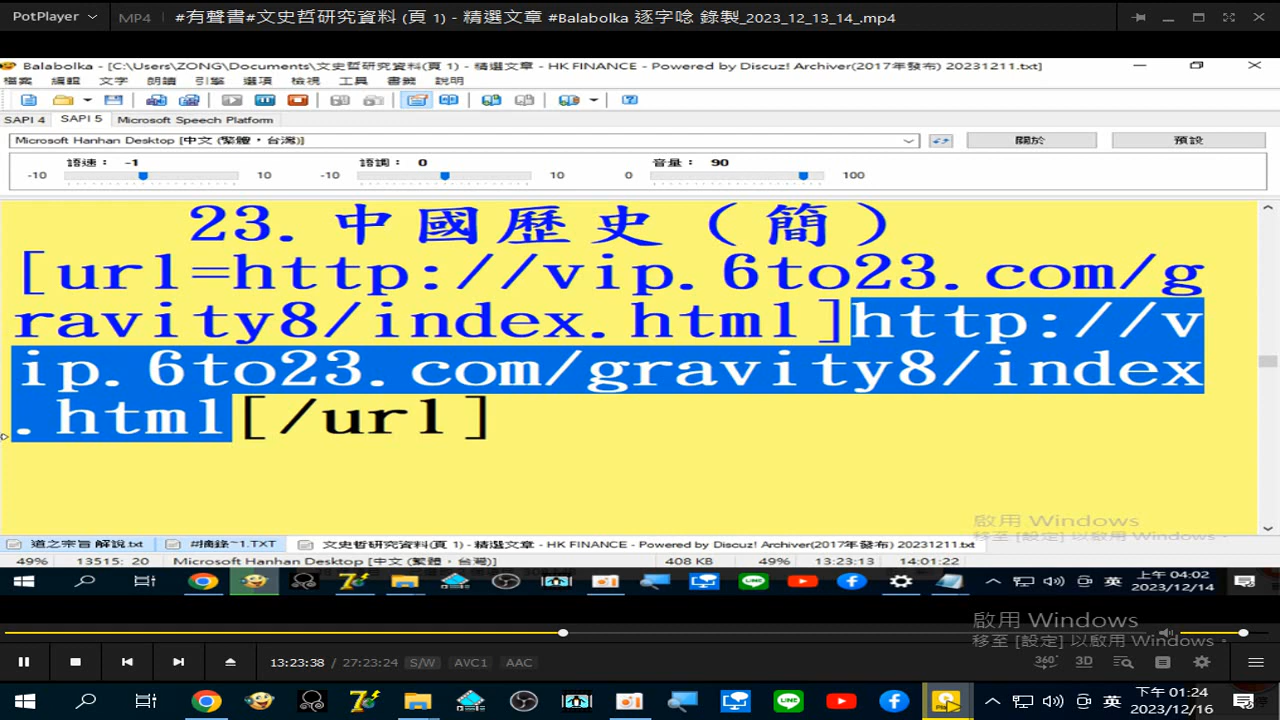 PotPlayer MP4 #有聲書#文史哲研究資料 (頁 1) - 精選文章 #Balabolka 逐字唸 錄製_2023_12_13_14_.mp4
Balabolka - [C:\Users\ZONG\Documents\文史哲研究資料(頁 1) - 精選文章 - HK FINANCE - Powered by Discuz! Archiver(2017年發布) 20231211.txt]
檔案 編輯 文字 朗讀 引擎 選項 檢視 工具 書籤 說明
SAPI 4 SAPI 5 Microsoft Speech Platform
Microsoft Hanhan Desktop [中文 (繁體，台灣)] 關於 預設
語速： -1 語調： 0 音量： 90
-10 10 -10 10 0 100
23.中國歷史（簡）
[url=http://vip.6to23.com/g
ravity8/index.html]http://v
ip.6to23.com/gravity8/index
.html[/url]
啟用 Windows
移至 [設定] 以啟用 Windows。
道之宗旨 解說.txt #摘錄~1.TXT 文史哲研究資料(頁 1) - 精選文章 - HK FINANCE - Powered by Discuz! Archiver(2017年發布) 20231211.txt
49% 13515: 20 Microsoft Hanhan Desktop [中文 (繁體，台灣)] 408 KB 49% 13:23:13 14:01:22
英 上午 04:02
2023/12/14
啟用 Windows
移至 [設定] 以啟用 Windows。
13:23:38 / 27:23:24 S/W AVC1 AAC 360° 3D
英 下午 01:24
2023/12/16